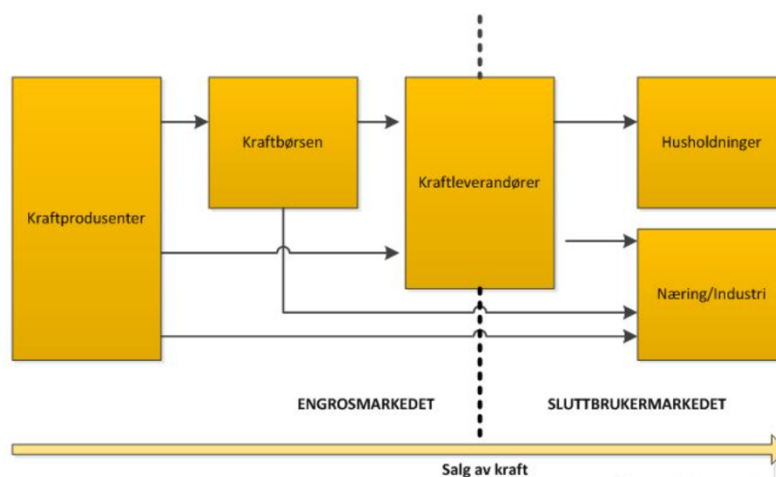 Kraftprodusenter
Kraftbørsen
Kraftleverandører
Husholdninger
Næring/Industri
ENGROSMARKEDET
SLUTTBRUKERMARKEDET
Salg av kraft